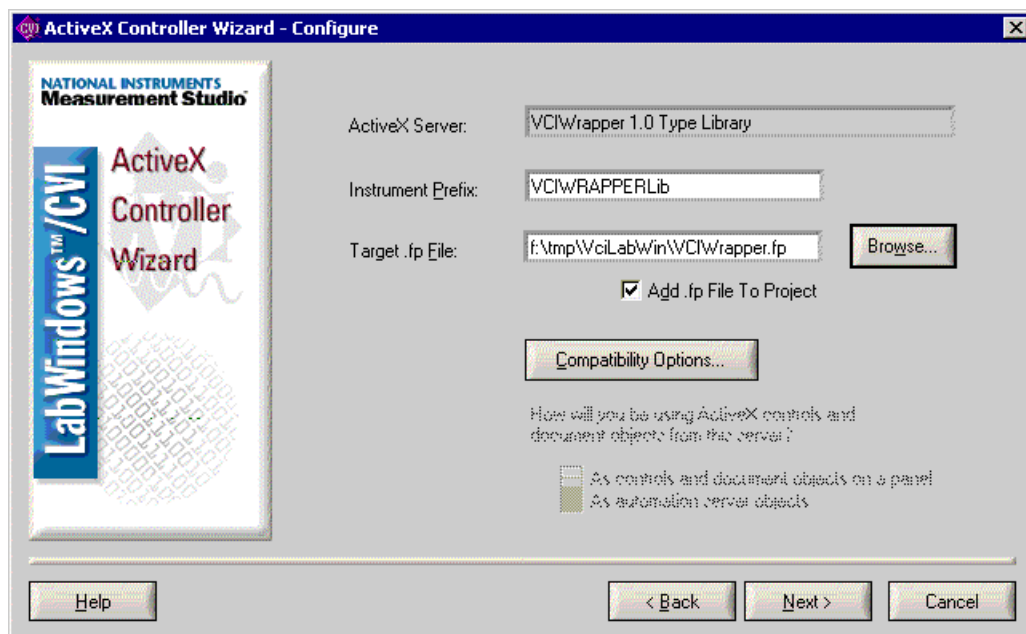 CVI ActiveX Controller Wizard - Configure
NATIONAL INSTRUMENTS
Measurement Studio™
LabWindows™/CVI
ActiveX
Controller
Wizard
ActiveX Server: VCIWrapper 1.0 Type Library
Instrument Prefix: VCIWRAPPERLib
Target .fp File: f:\tmp\VciLabWin\VCIWrapper.fp Browse...
Add .fp File To Project
Compatibility Options...
How will you be using ActiveX controls and
document objects from this server?
As controls and document objects on a panel
As automation server objects
Help < Back Next > Cancel